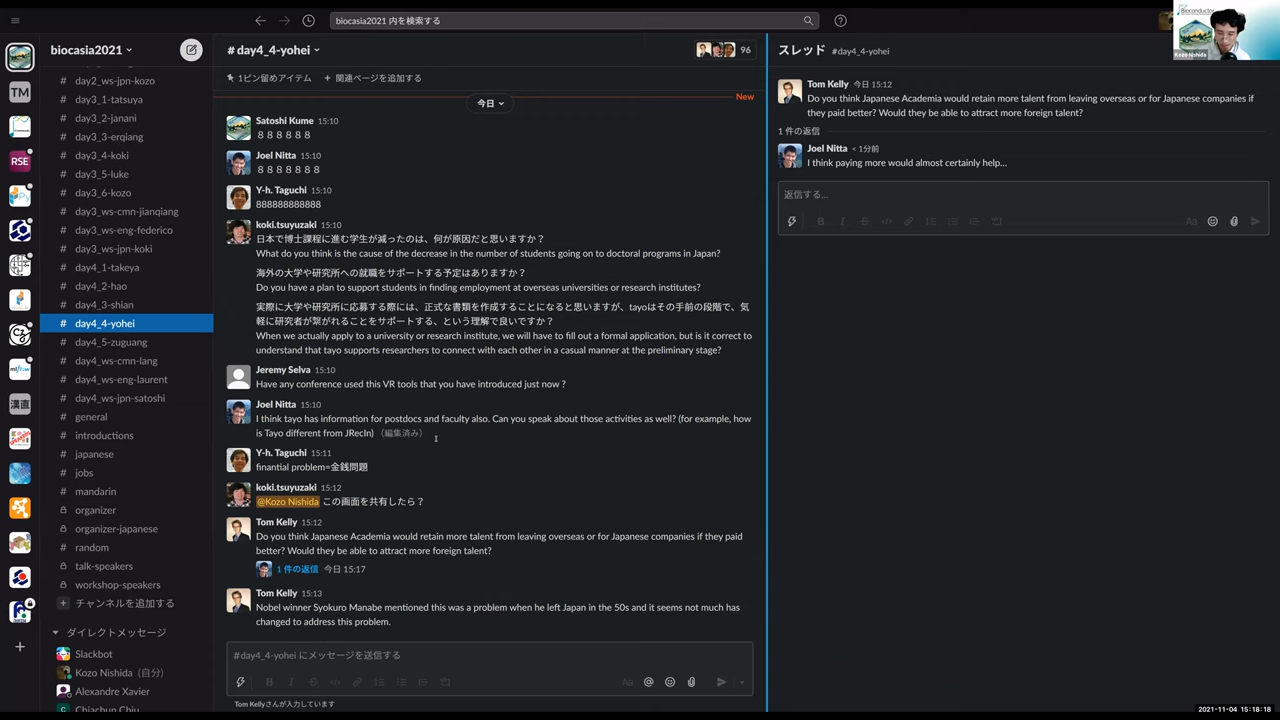 biocasia2021 内を検索する
Bioconductor
Kozo Nishida
biocasia2021
TM
RSE
day2_ws-jpn-kozo
# day3_1-tatsuya
# day3_2-janani
# day3_3-erqiang
# day3_4-koki
# day3_5-luke
# day3_6-kozo
# day3_ws-cmn-jianqiang
# day3_ws-eng-federico
# day3_ws-jpn-koki
# day4_1-takeya
# day4_2-hao
# day4_3-shian
# day4_4-yohei
# day4_5-zuguang
# day4_ws-cmn-lang
# day4_ws-eng-laurent
# day4_ws-jpn-satoshi
# general
# introductions
# japanese
# jobs
# mandarin
organizer
organizer-japanese
# random
talk-speakers
workshop-speakers
チャンネルを追加する
ダイレクトメッセージ
Slackbot
Kozo Nishida（自分）
Alexandre Xavier
Chiachun Chiu
# day4_4-yohei
96
1ピン留めアイテム + 関連ページを追加する
New
今日
Satoshi Kume 15:10
８８８８８８
Joel Nitta 15:10
８８８８８８８
Y-h. Taguchi 15:10
888888888888
koki.tsuyuzaki 15:10
日本で博士課程に進む学生が減ったのは、何が原因だと思いますか？
What do you think is the cause of the decrease in the number of students going on to doctoral programs in Japan?
海外の大学や研究所への就職をサポートする予定はありますか？
Do you have a plan to support students in finding employment at overseas universities or research institutes?
実際に大学や研究所に応募する際には、正式な書類を作成することになると思いますが、tayoはその手前の段階で、気
軽に研究者が繋がれることをサポートする、という理解で良いですか？
When we actually apply to a university or research institute, we will have to fill out a formal application, but is it correct to
understand that tayo supports researchers to connect with each other in a casual manner at the preliminary stage?
Jeremy Selva 15:10
Have any conference used this VR tools that you have introduced just now ?
Joel Nitta 15:10
I think tayo has information for postdocs and faculty also. Can you speak about those activities as well? (for example, how
is Tayo different from JRecIn) （編集済み）
Y-h. Taguchi 15:11
finantial problem=金銭問題
koki.tsuyuzaki 15:12
@Kozo Nishida この画面を共有したら？
Tom Kelly 15:12
Do you think Japanese Academia would retain more talent from leaving overseas or for Japanese companies if they paid
better? Would they be able to attract more foreign talent?
1 件の返信 今日 15:17
Tom Kelly 15:13
Nobel winner Syokuro Manabe mentioned this was a problem when he left Japan in the 50s and it seems not much has
changed to address this problem.
#day4_4-yohei にメッセージを送信する
Tom Kellyさんが入力しています
スレッド #day4_4-yohei
Tom Kelly 今日 15:12
Do you think Japanese Academia would retain more talent from leaving overseas or for Japanese companies if
they paid better? Would they be able to attract more foreign talent?
1 件の返信
Joel Nitta < 1分前
I think paying more would almost certainly help...
返信する...
Aa
2021-11-04 15:18:18